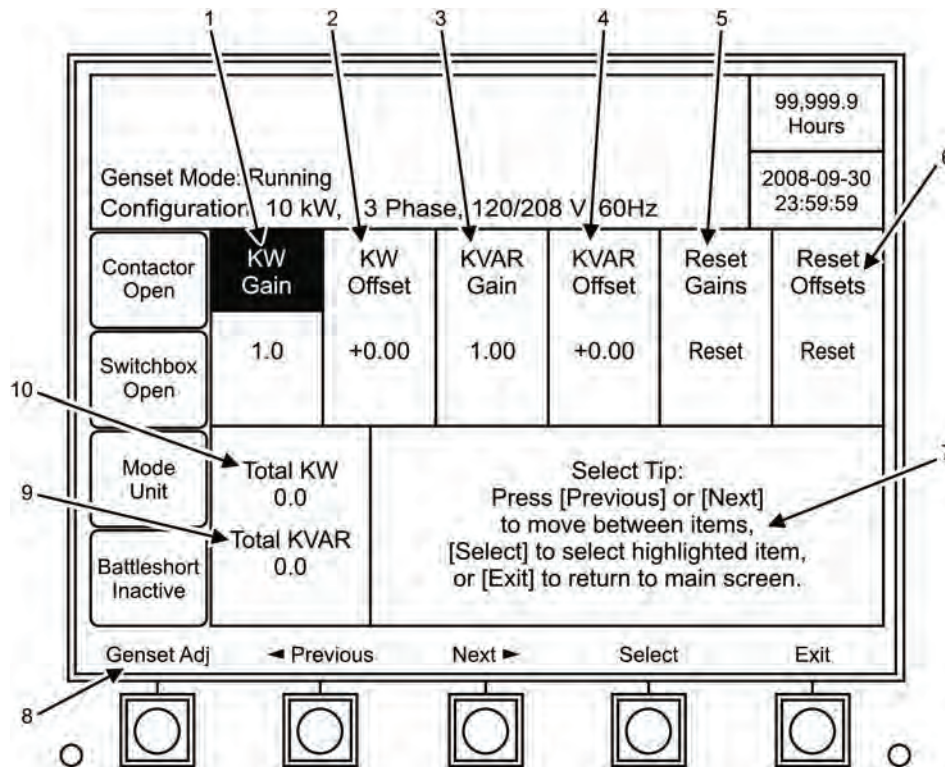 1 2 3 4 5
99,999.9
Hours
6
Genset Mode: Running
Configuration 10 kW, 3 Phase, 120/208 V, 60Hz
2008-09-30
23:59:59
Contactor
Open
KW
Gain
KW
Offset
KVAR
Gain
KVAR
Offset
Reset
Gains
Reset
Offsets
1.0
+0.00
1.00
+0.00
Reset
Reset
Switchbox
Open
10
9
Mode
Unit
Total KW
0.0
Total KVAR
0.0
Select Tip:
Press [Previous] or [Next]
to move between items,
[Select] to select highlighted item,
or [Exit] to return to main screen.
7
Battleshort
Inactive
8
Genset Adj ◄ Previous Next ► Select Exit